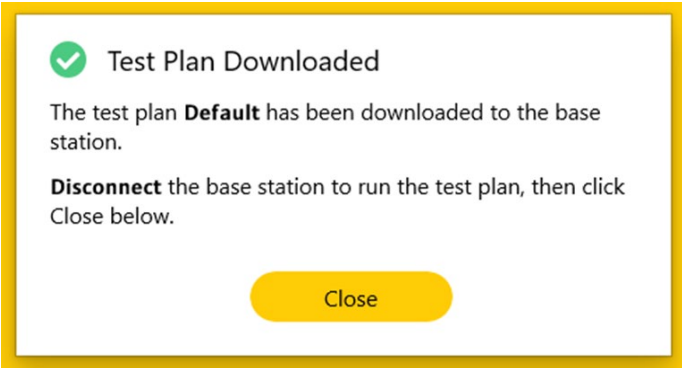 Test Plan Downloaded
The test plan Default has been downloaded to the base
station.
Disconnect the base station to run the test plan, then click
Close below.
Close